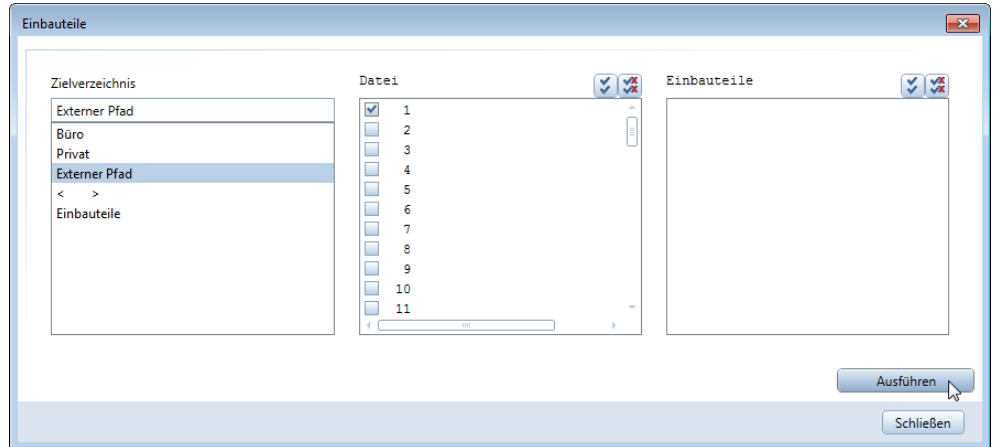 Einbauteile
Zielverzeichnis
Externer Pfad
Büro
Privat
Externer Pfad
< >
Einbauteile
Datei
1
2
3
4
5
6
7
8
9
10
11
Einbauteile
Ausführen
Schließen